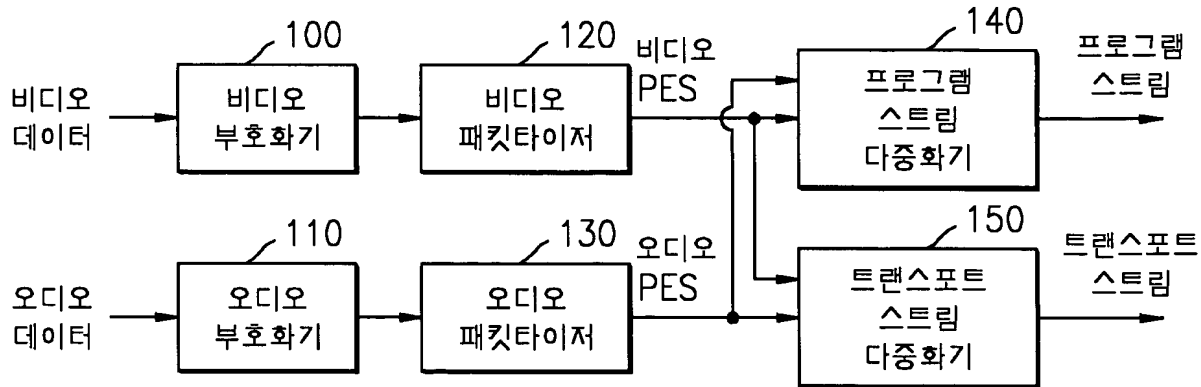 비디오
데이터
100
비디오
부호화기
120
비디오
패킷타이저
비디오
PES
140
프로그램
스트림
다중화기
프로그램
스트림
오디오
데이터
110
오디오
부호화기
130
오디오
패킷타이저
오디오
PES
150
트랜스포트
스트림
다중화기
트랜스포트
스트림